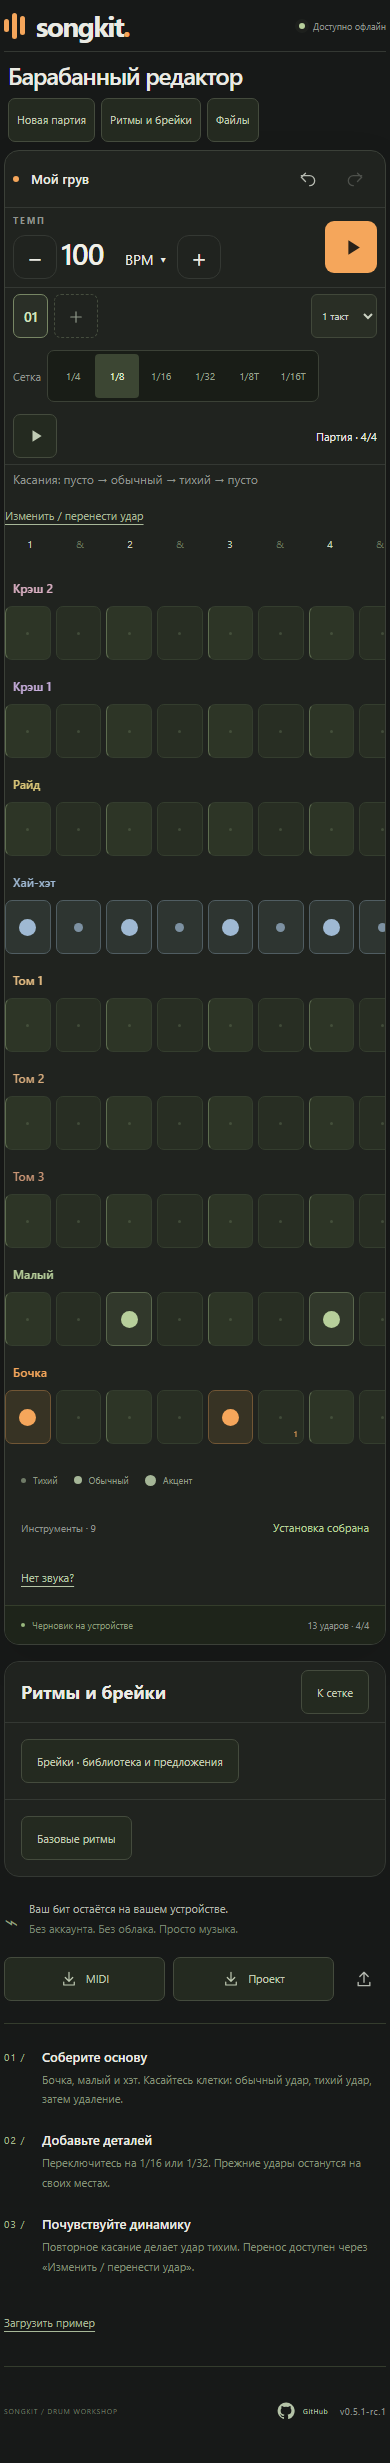 songkit.
Доступно офлайн
Барабанный редактор
Новая партия
Ритмы и брейки
Файлы
Мой грув
ТЕМП
− 100 BPM ▾ +
01 + 1 такт
Сетка 1/4 1/8 1/16 1/32 1/8T 1/16T
Партия · 4/4
Касания: пусто → обычный → тихий → пусто
Изменить / перенести удар
1 & 2 & 3 & 4 &
Крэш 2
Крэш 1
Райд
Хай-хэт
Том 1
Том 2
Том 3
Малый
Бочка
1
Тихий Обычный Акцент
Инструменты · 9 Установка собрана
Нет звука?
Черновик на устройстве 13 ударов · 4/4
Ритмы и брейки К сетке
Брейки · библиотека и предложения
Базовые ритмы
Ваш бит остаётся на вашем устройстве.
Без аккаунта. Без облака. Просто музыка.
MIDI Проект
01 / Соберите основу
Бочка, малый и хэт. Касайтесь клетки: обычный удар, тихий удар,
затем удаление.
02 / Добавьте деталей
Переключитесь на 1/16 или 1/32. Прежние удары останутся на
своих местах.
03 / Почувствуйте динамику
Повторное касание делает удар тихим. Перенос доступен через
«Изменить / перенести удар».
Загрузить пример
SONGKIT / DRUM WORKSHOP GitHub v0.5.1-rc.1